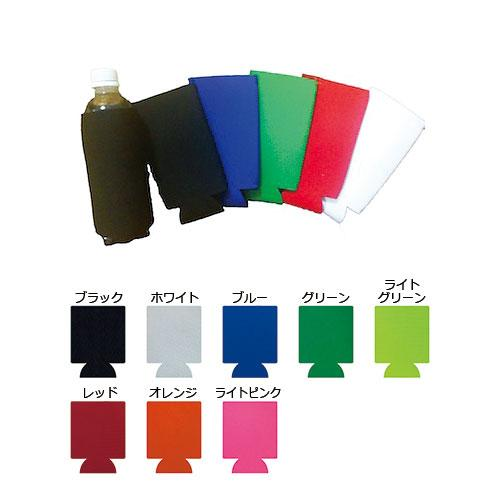 ブラック
ホワイト
ブルー
グリーン
ライト
グリーン
レッド
オレンジ
ライトピンク